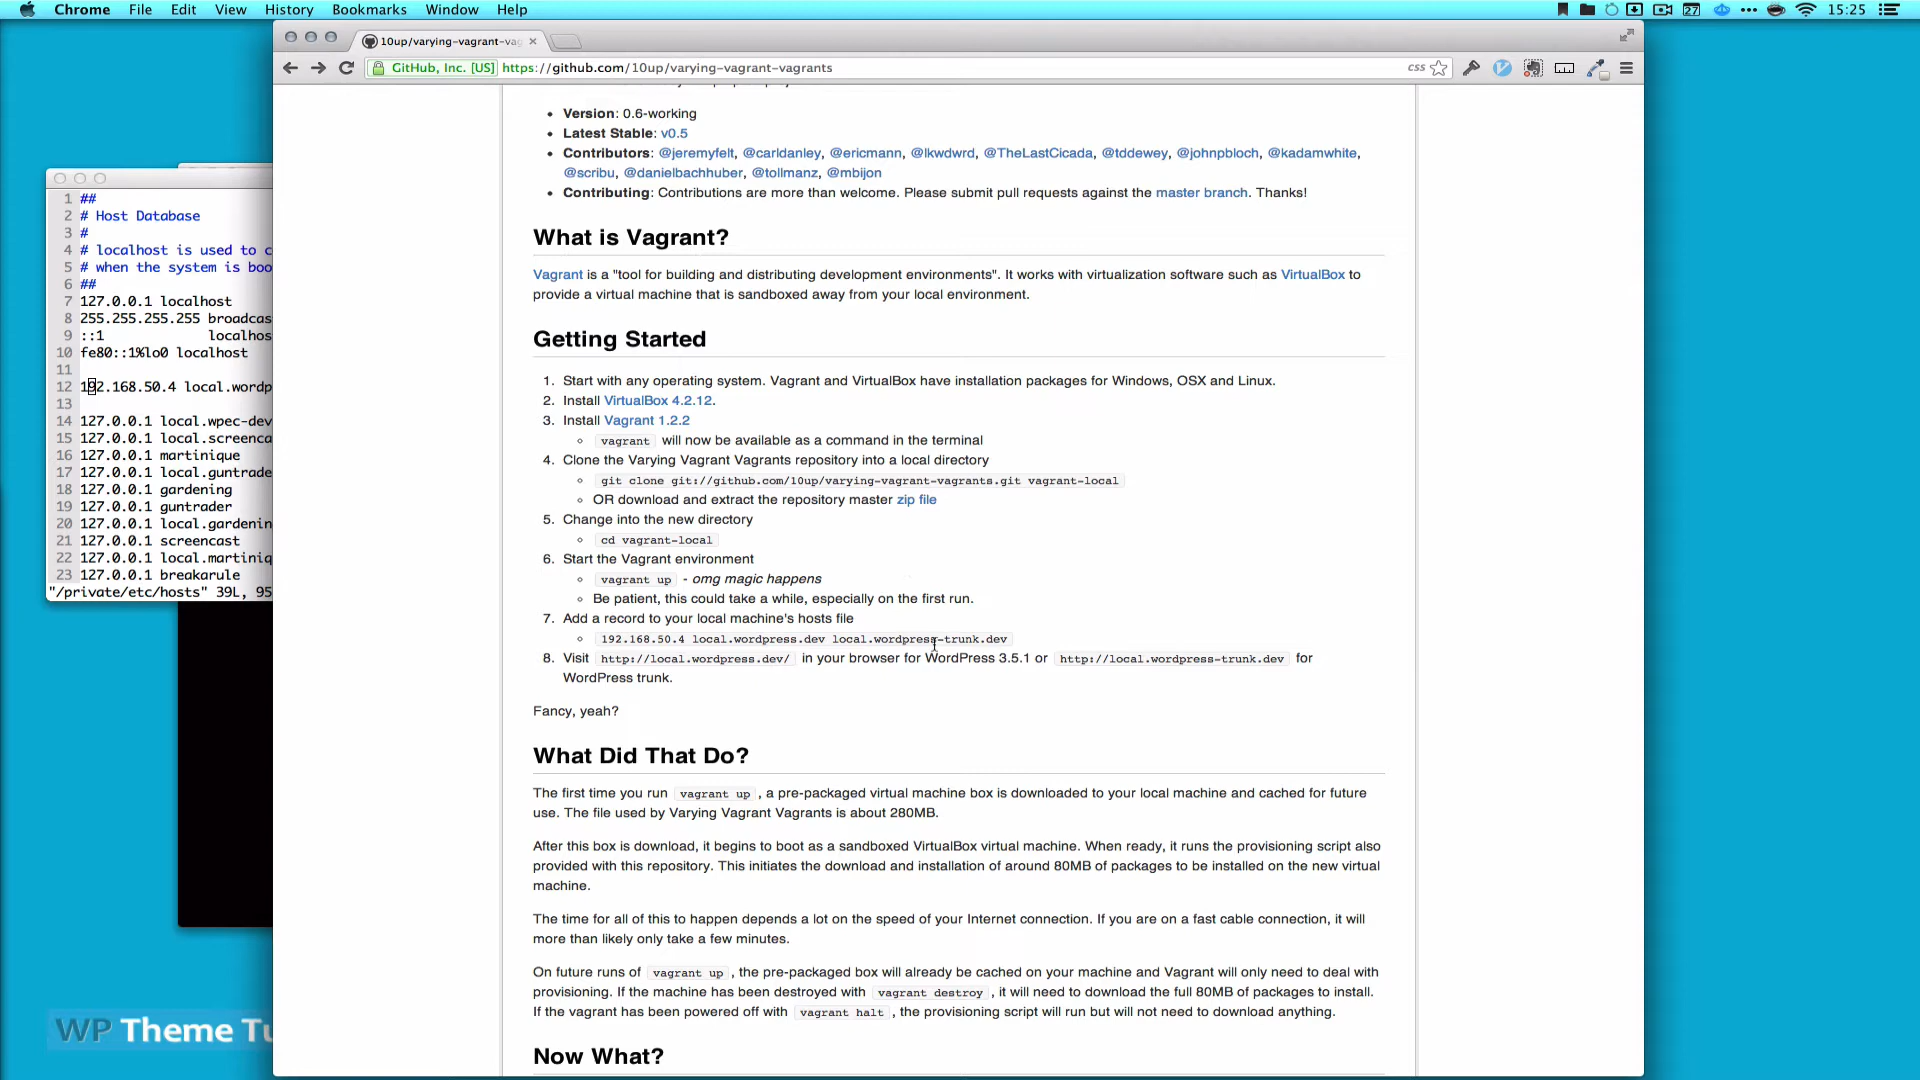 Chrome File Edit View History Bookmarks Window Help
27 15:25
10up/varying-vagrant-vag
GitHub, Inc. [US] https://github.com/10up/varying-vagrant-vagrants
css
• Version: 0.6-working
• Latest Stable: v0.5
• Contributors: @jeremyfelt, @carldanley, @ericmann, @lkwdwrd, @TheLastCicada, @tddewey, @johnpbloch, @kadamwhite,
@scribu, @danielbachhuber, @tollmanz, @mbijon
• Contributing: Contributions are more than welcome. Please submit pull requests against the master branch. Thanks!
What is Vagrant?
Vagrant is a "tool for building and distributing development environments". It works with virtualization software such as VirtualBox to
provide a virtual machine that is sandboxed away from your local environment.
Getting Started
1. Start with any operating system. Vagrant and VirtualBox have installation packages for Windows, OSX and Linux.
2. Install VirtualBox 4.2.12.
3. Install Vagrant 1.2.2
vagrant will now be available as a command in the terminal
4. Clone the Varying Vagrant Vagrants repository into a local directory
git clone git://github.com/10up/varying-vagrant-vagrants.git vagrant-local
OR download and extract the repository master zip file
5. Change into the new directory
cd vagrant-local
6. Start the Vagrant environment
vagrant up - omg magic happens
Be patient, this could take a while, especially on the first run.
7. Add a record to your local machine's hosts file
192.168.50.4 local.wordpress.dev local.wordpress-trunk.dev
8. Visit http://local.wordpress.dev/ in your browser for WordPress 3.5.1 or http://local.wordpress-trunk.dev for
WordPress trunk.
Fancy, yeah?
What Did That Do?
The first time you run vagrant up , a pre-packaged virtual machine box is downloaded to your local machine and cached for future
use. The file used by Varying Vagrant Vagrants is about 280MB.
After this box is download, it begins to boot as a sandboxed VirtualBox virtual machine. When ready, it runs the provisioning script also
provided with this repository. This initiates the download and installation of around 80MB of packages to be installed on the new virtual
machine.
The time for all of this to happen depends a lot on the speed of your Internet connection. If you are on a fast cable connection, it will
more than likely only take a few minutes.
On future runs of vagrant up , the pre-packaged box will already be cached on your machine and Vagrant will only need to deal with
provisioning. If the machine has been destroyed with vagrant destroy , it will need to download the full 80MB of packages to install.
If the vagrant has been powered off with vagrant halt , the provisioning script will run but will not need to download anything.
Now What?
1 ##
2 # Host Database
3 #
4 # localhost is used to c
5 # when the system is boo
6 ##
7 127.0.0.1 localhost
8 255.255.255.255 broadcas
9 ::1 localhos
10 fe80::1%lo0 localhost
11
12 192.168.50.4 local.wordp
13
14 127.0.0.1 local.wpec-dev
15 127.0.0.1 local.screenca
16 127.0.0.1 martinique
17 127.0.0.1 local.guntrade
18 127.0.0.1 gardening
19 127.0.0.1 guntrader
20 127.0.0.1 local.gardenin
21 127.0.0.1 screencast
22 127.0.0.1 local.martiniq
23 127.0.0.1 breakarule
"/private/etc/hosts" 39L, 95
WP Theme Tu